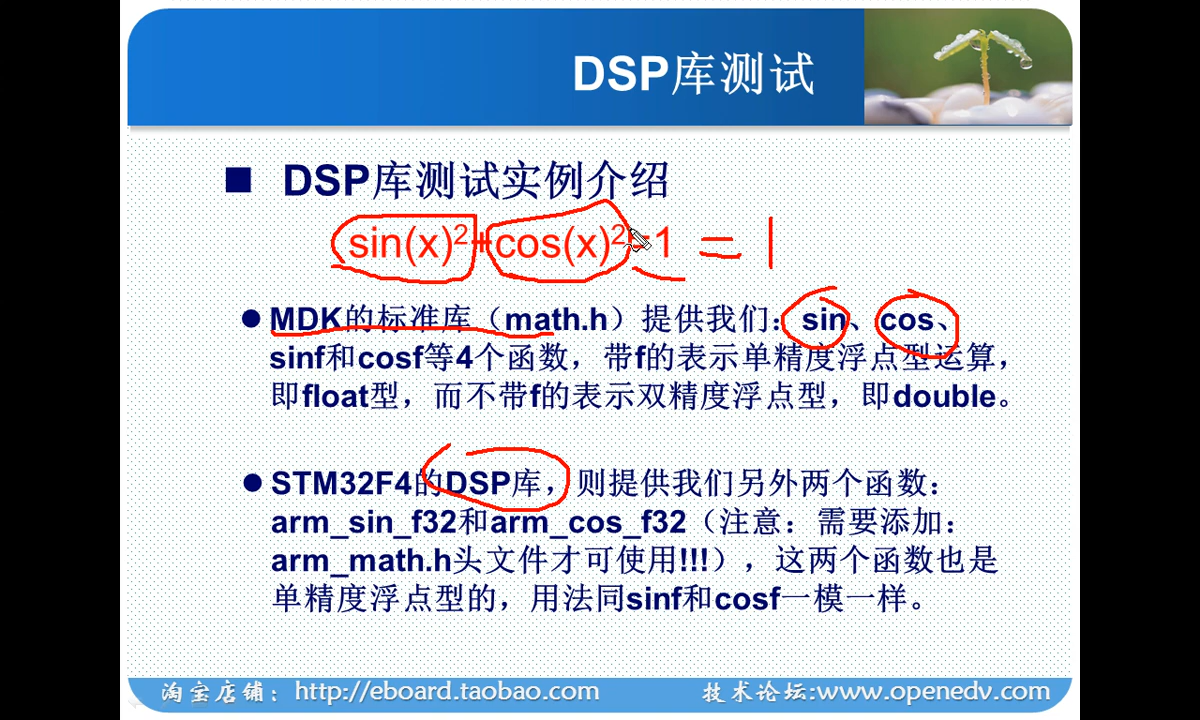 DSP库测试
DSP库测试实例介绍
sin(x)²+cos(x)²=1 = 1
MDK的标准库（math.h）提供我们：sin、cos、
sinf和cosf等4个函数，带f的表示单精度浮点型运算，
即float型，而不带f的表示双精度浮点型，即double。
STM32F4的DSP库，则提供我们另外两个函数：
arm_sin_f32和arm_cos_f32（注意：需要添加：
arm_math.h头文件才可使用!!!），这两个函数也是
单精度浮点型的，用法同sinf和cosf一模一样。
淘宝店铺：http://eboard.taobao.com 技术论坛:www.openedv.com